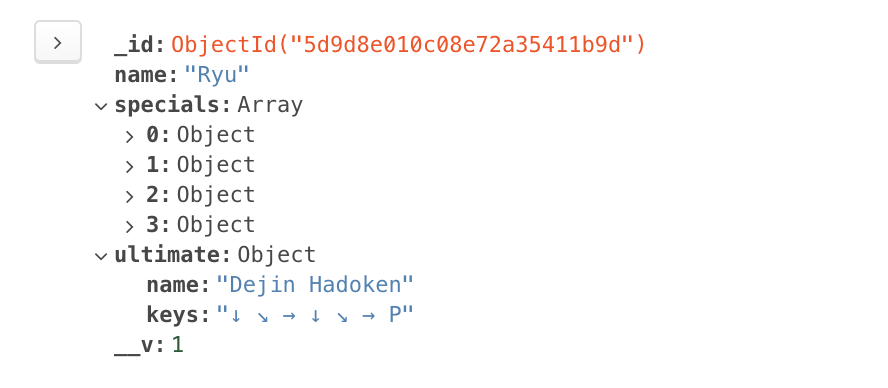 _id: ObjectId("5d9d8e010c08e72a35411b9d")
name: "Ryu"
specials: Array
0: Object
1: Object
2: Object
3: Object
ultimate: Object
name: "Dejin Hadoken"
keys: "↓ ↘ → ↓ ↘ → P"
__v: 1